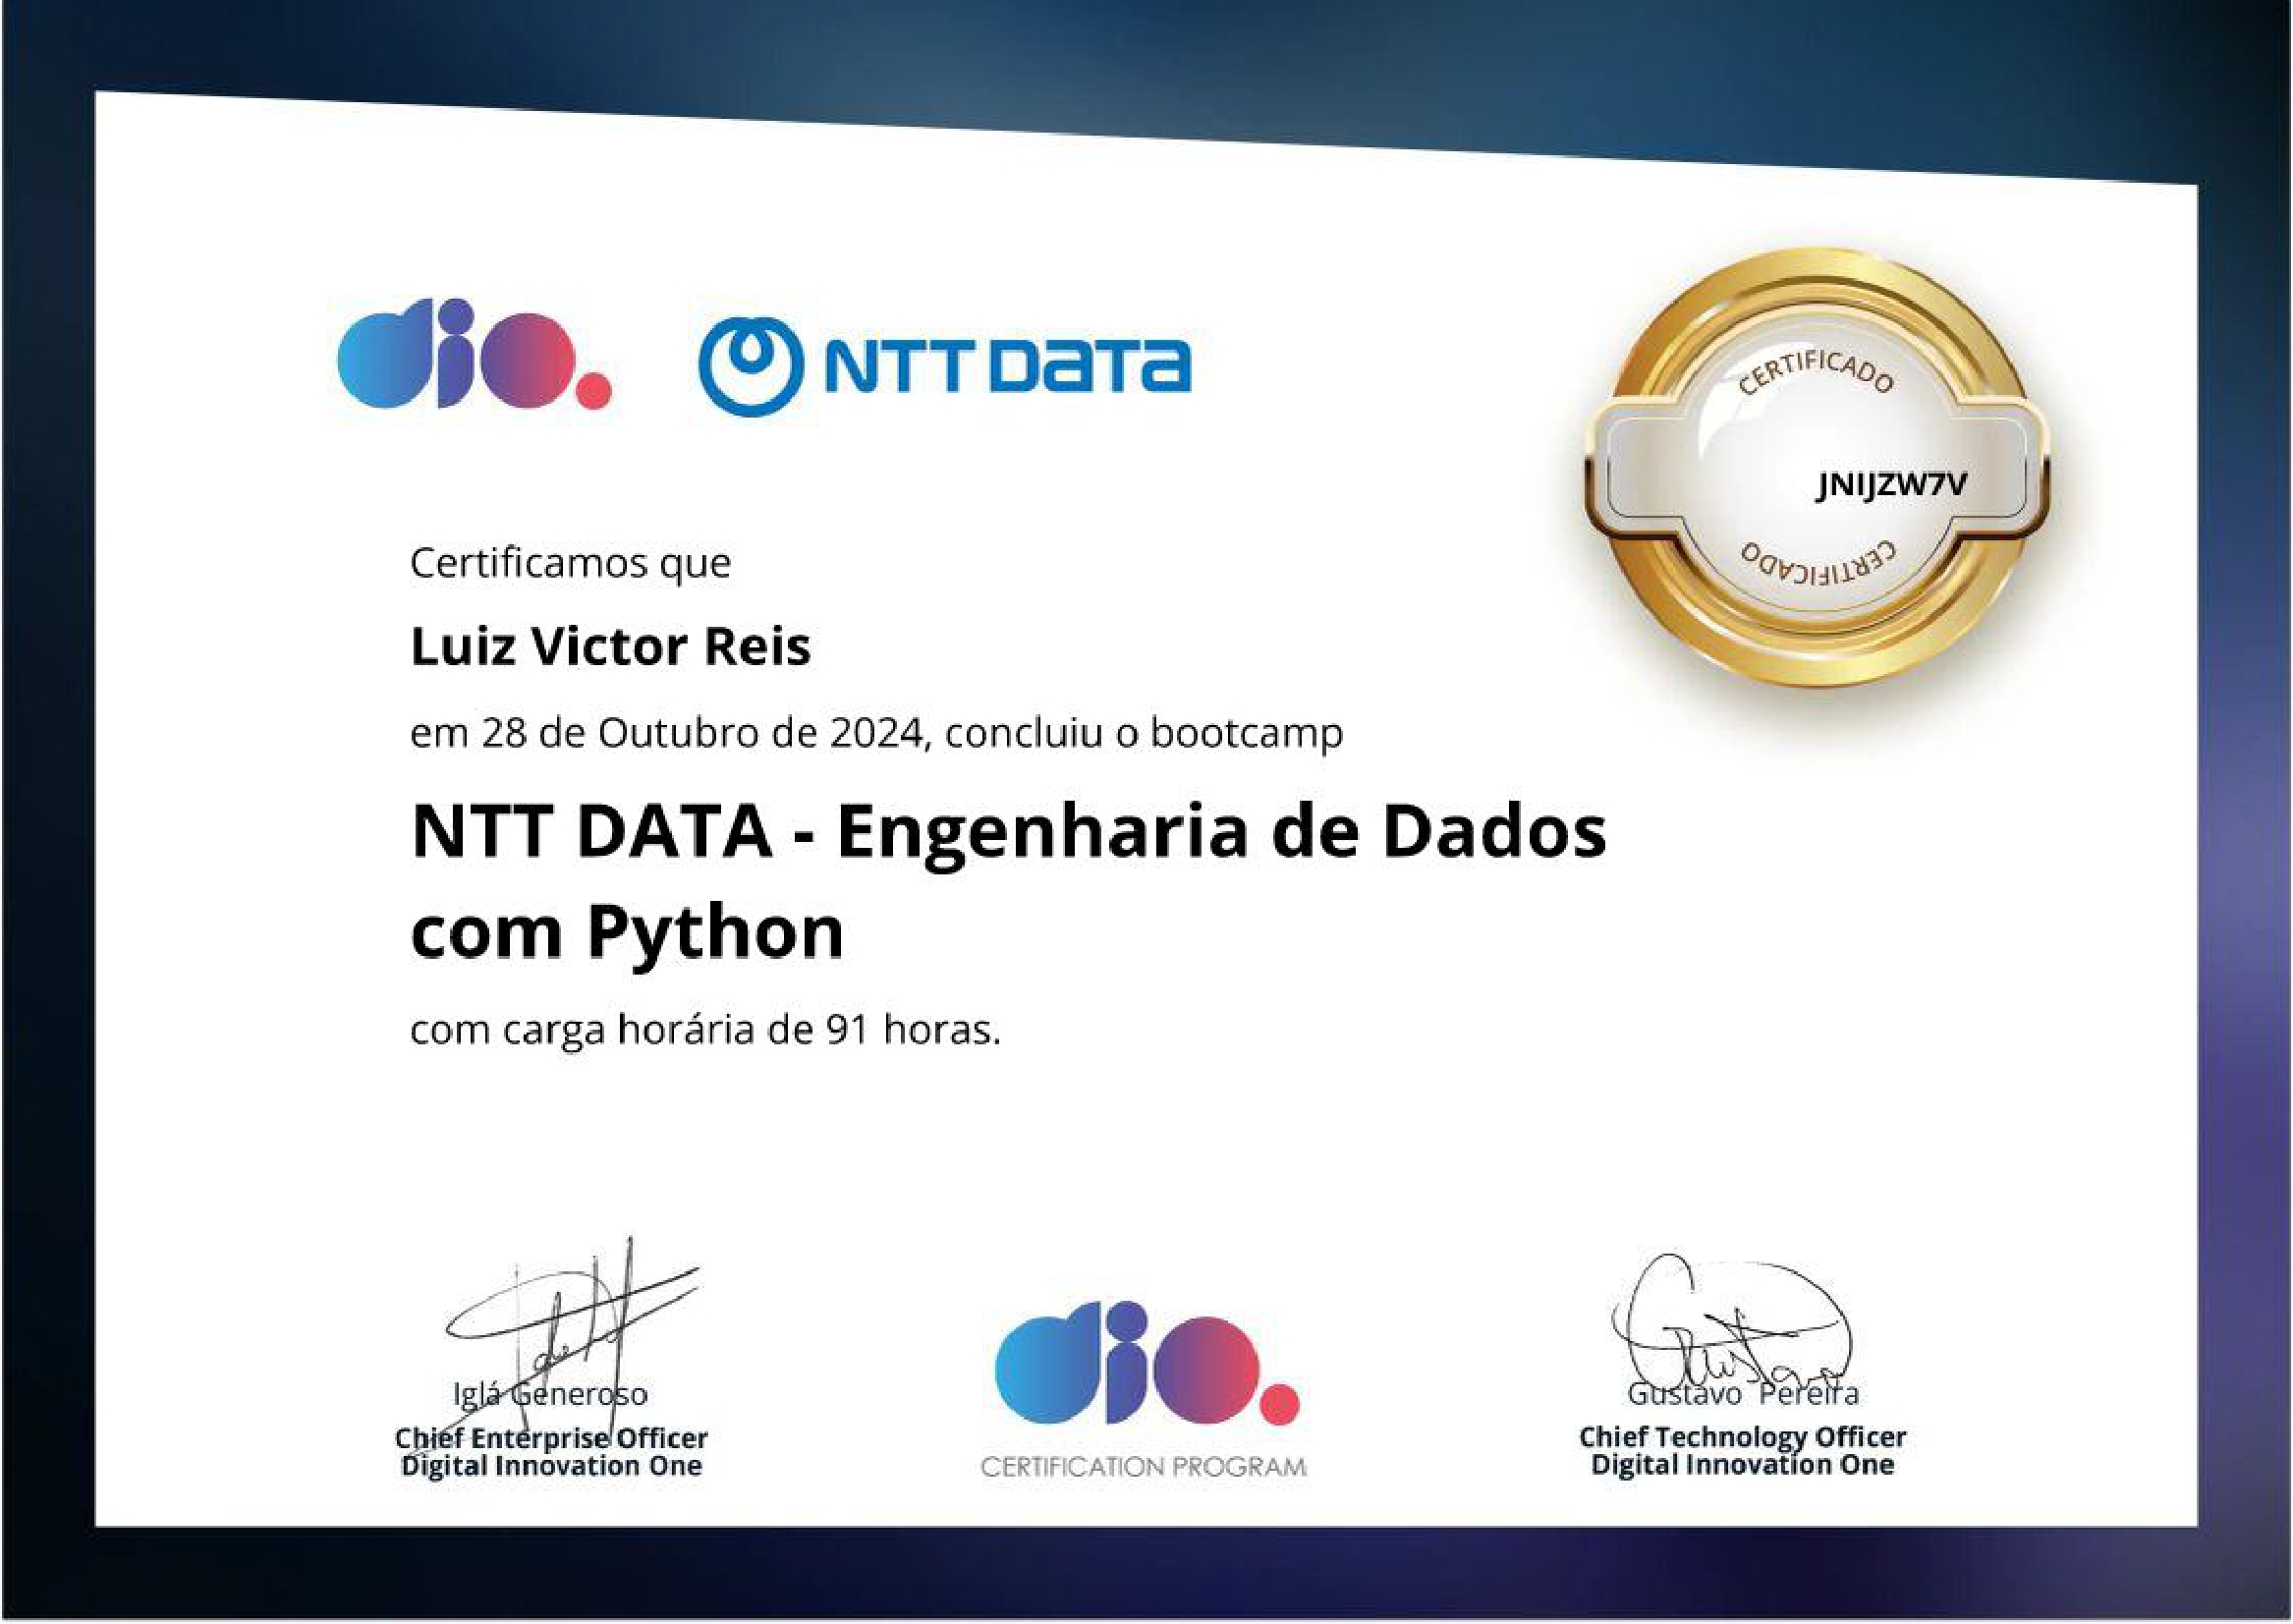 dio.
NTT DATA
CERTIFICADO
JNIJZW7V
CERTIFICADO
Certificamos que
Luiz Victor Reis
em 28 de Outubro de 2024, concluiu o bootcamp
NTT DATA - Engenharia de Dados
com Python
com carga horária de 91 horas.
Iglá Generoso
Chief Enterprise Officer
Digital Innovation One
dio.
CERTIFICATION PROGRAM
Gustavo
Gustavo Pereira
Chief Technology Officer
Digital Innovation One